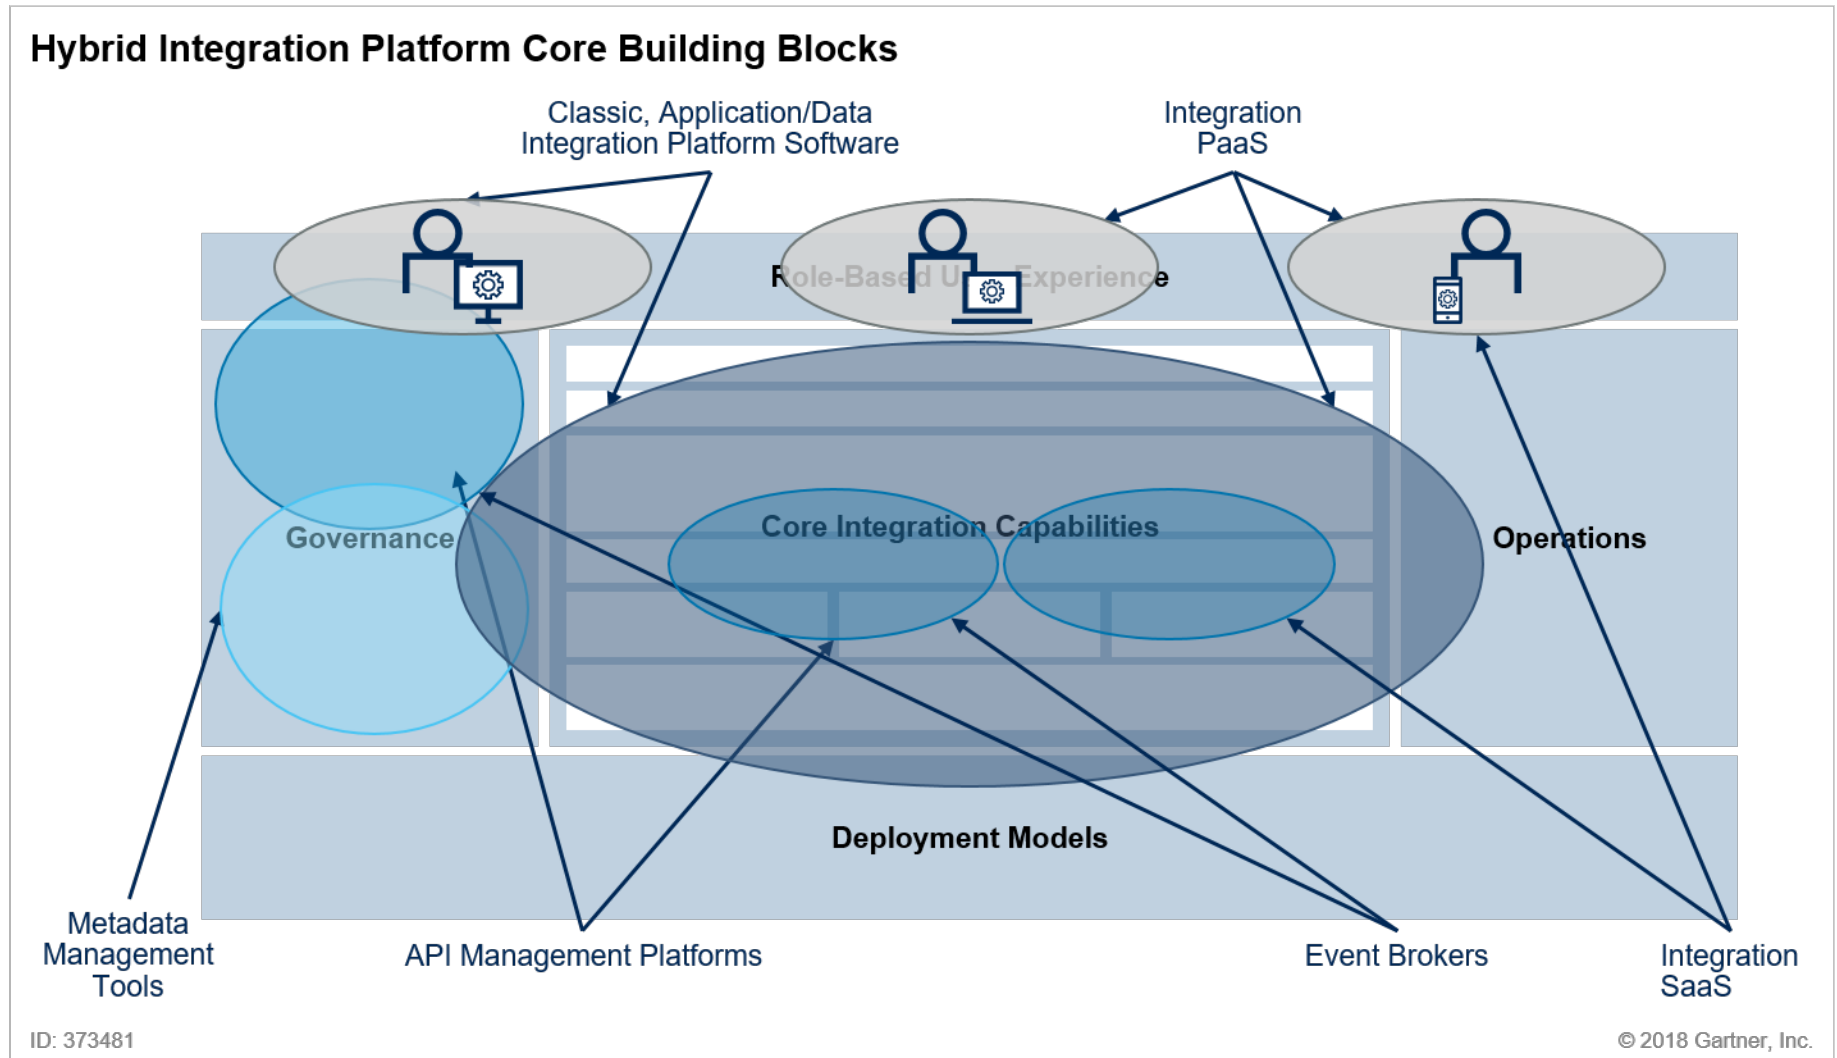 Hybrid Integration Platform Core Building Blocks
Classic, Application/Data
Integration Platform Software
Integration
PaaS
Role-Based User Experience
Core Integration Capabilities
Governance
Operations
Deployment Models
Metadata
Management
Tools
API Management Platforms
Event Brokers
Integration
SaaS
ID: 373481
© 2018 Gartner, Inc.